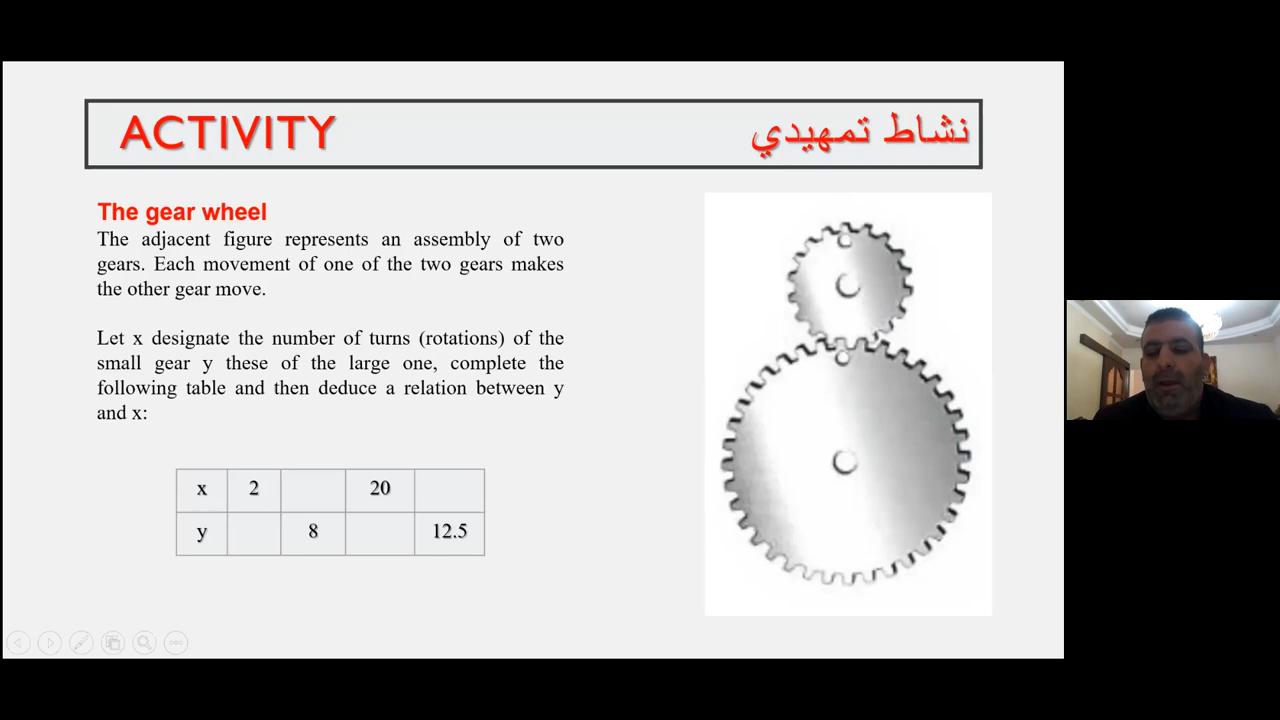 ACTIVITY
نشاط تمهيدي
The gear wheel
The adjacent figure represents an assembly of two
gears. Each movement of one of the two gears makes
the other gear move.
Let x designate the number of turns (rotations) of the
small gear y these of the large one, complete the
following table and then deduce a relation between y
and x:
x 2 20
y 8 12.5